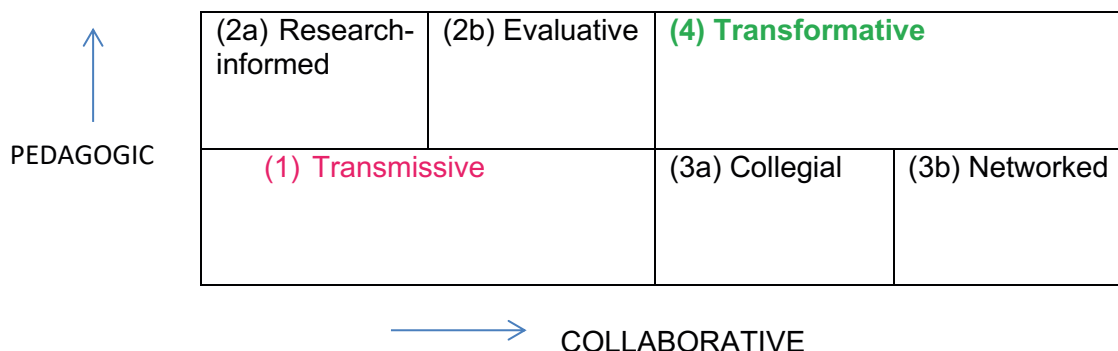 (2a) Research-
informed
(2b) Evaluative
(4) Transformative
PEDAGOGIC
(1) Transmissive
(3a) Collegial
(3b) Networked
COLLABORATIVE